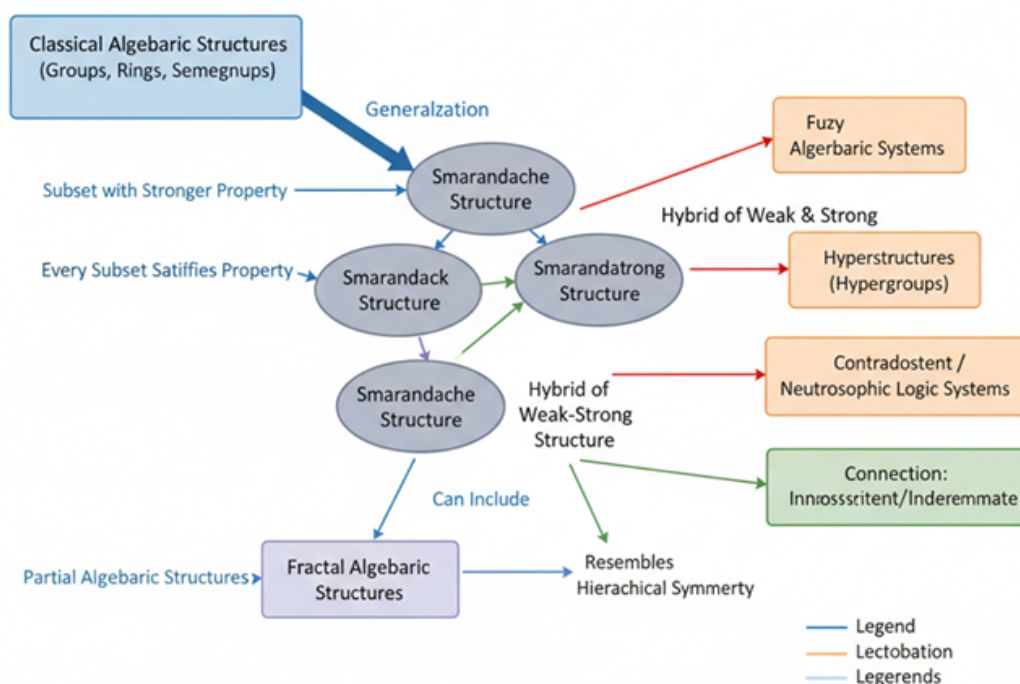 Classical Algebaric Structures
(Groups, Rings, Semegnups)
Generalzation
Fuzy
Algerbaric Systems
Smarandache
Structure
Subset with Stronger Property
Hybrid of Weak & Strong
Every Subset Satiffies Property
Smarandack
Structure
Smarandatrong
Structure
Hyperstructures
(Hypergroups)
Smarandache
Structure
Hybrid of
Weak-Strong
Structure
Contradostent /
Neutrosophic Logic Systems
Connection:
Can Include
Partial Algebaric Structures
Fractal Algebaric
Structures
Resembles
Hierachical Symmerty
Legend
Lectobation
Legerends